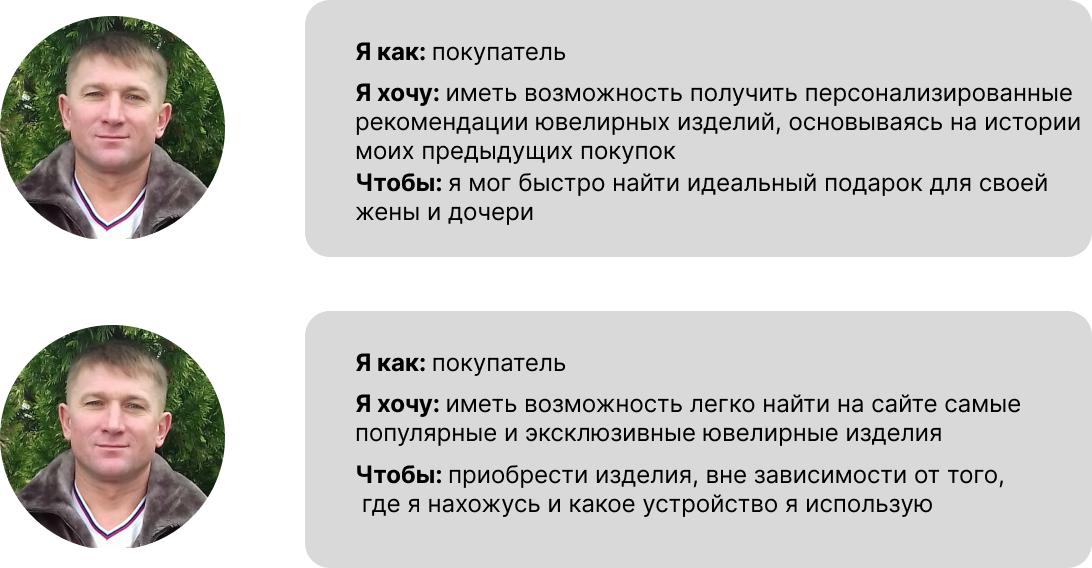 Я как: покупатель
Я хочу: иметь возможность получить персонализированные
рекомендации ювелирных изделий, основываясь на истории
моих предыдущих покупок
Чтобы: я мог быстро найти идеальный подарок для своей
жены и дочери
Я как: покупатель
Я хочу: иметь возможность легко найти на сайте самые
популярные и эксклюзивные ювелирные изделия
Чтобы: приобрести изделия, вне зависимости от того,
где я нахожусь и какое устройство я использую